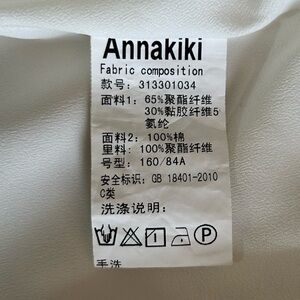 Annakiki
Fabric composition
款号：313301034
面料1：65%聚酯纤维
30%黏胶纤维5
氨纶
面料2：100%棉
里料：100%聚酯纤维
号型：160/84A
安全标识：GB 18401-2010
C类
洗涤说明：
P
手洗